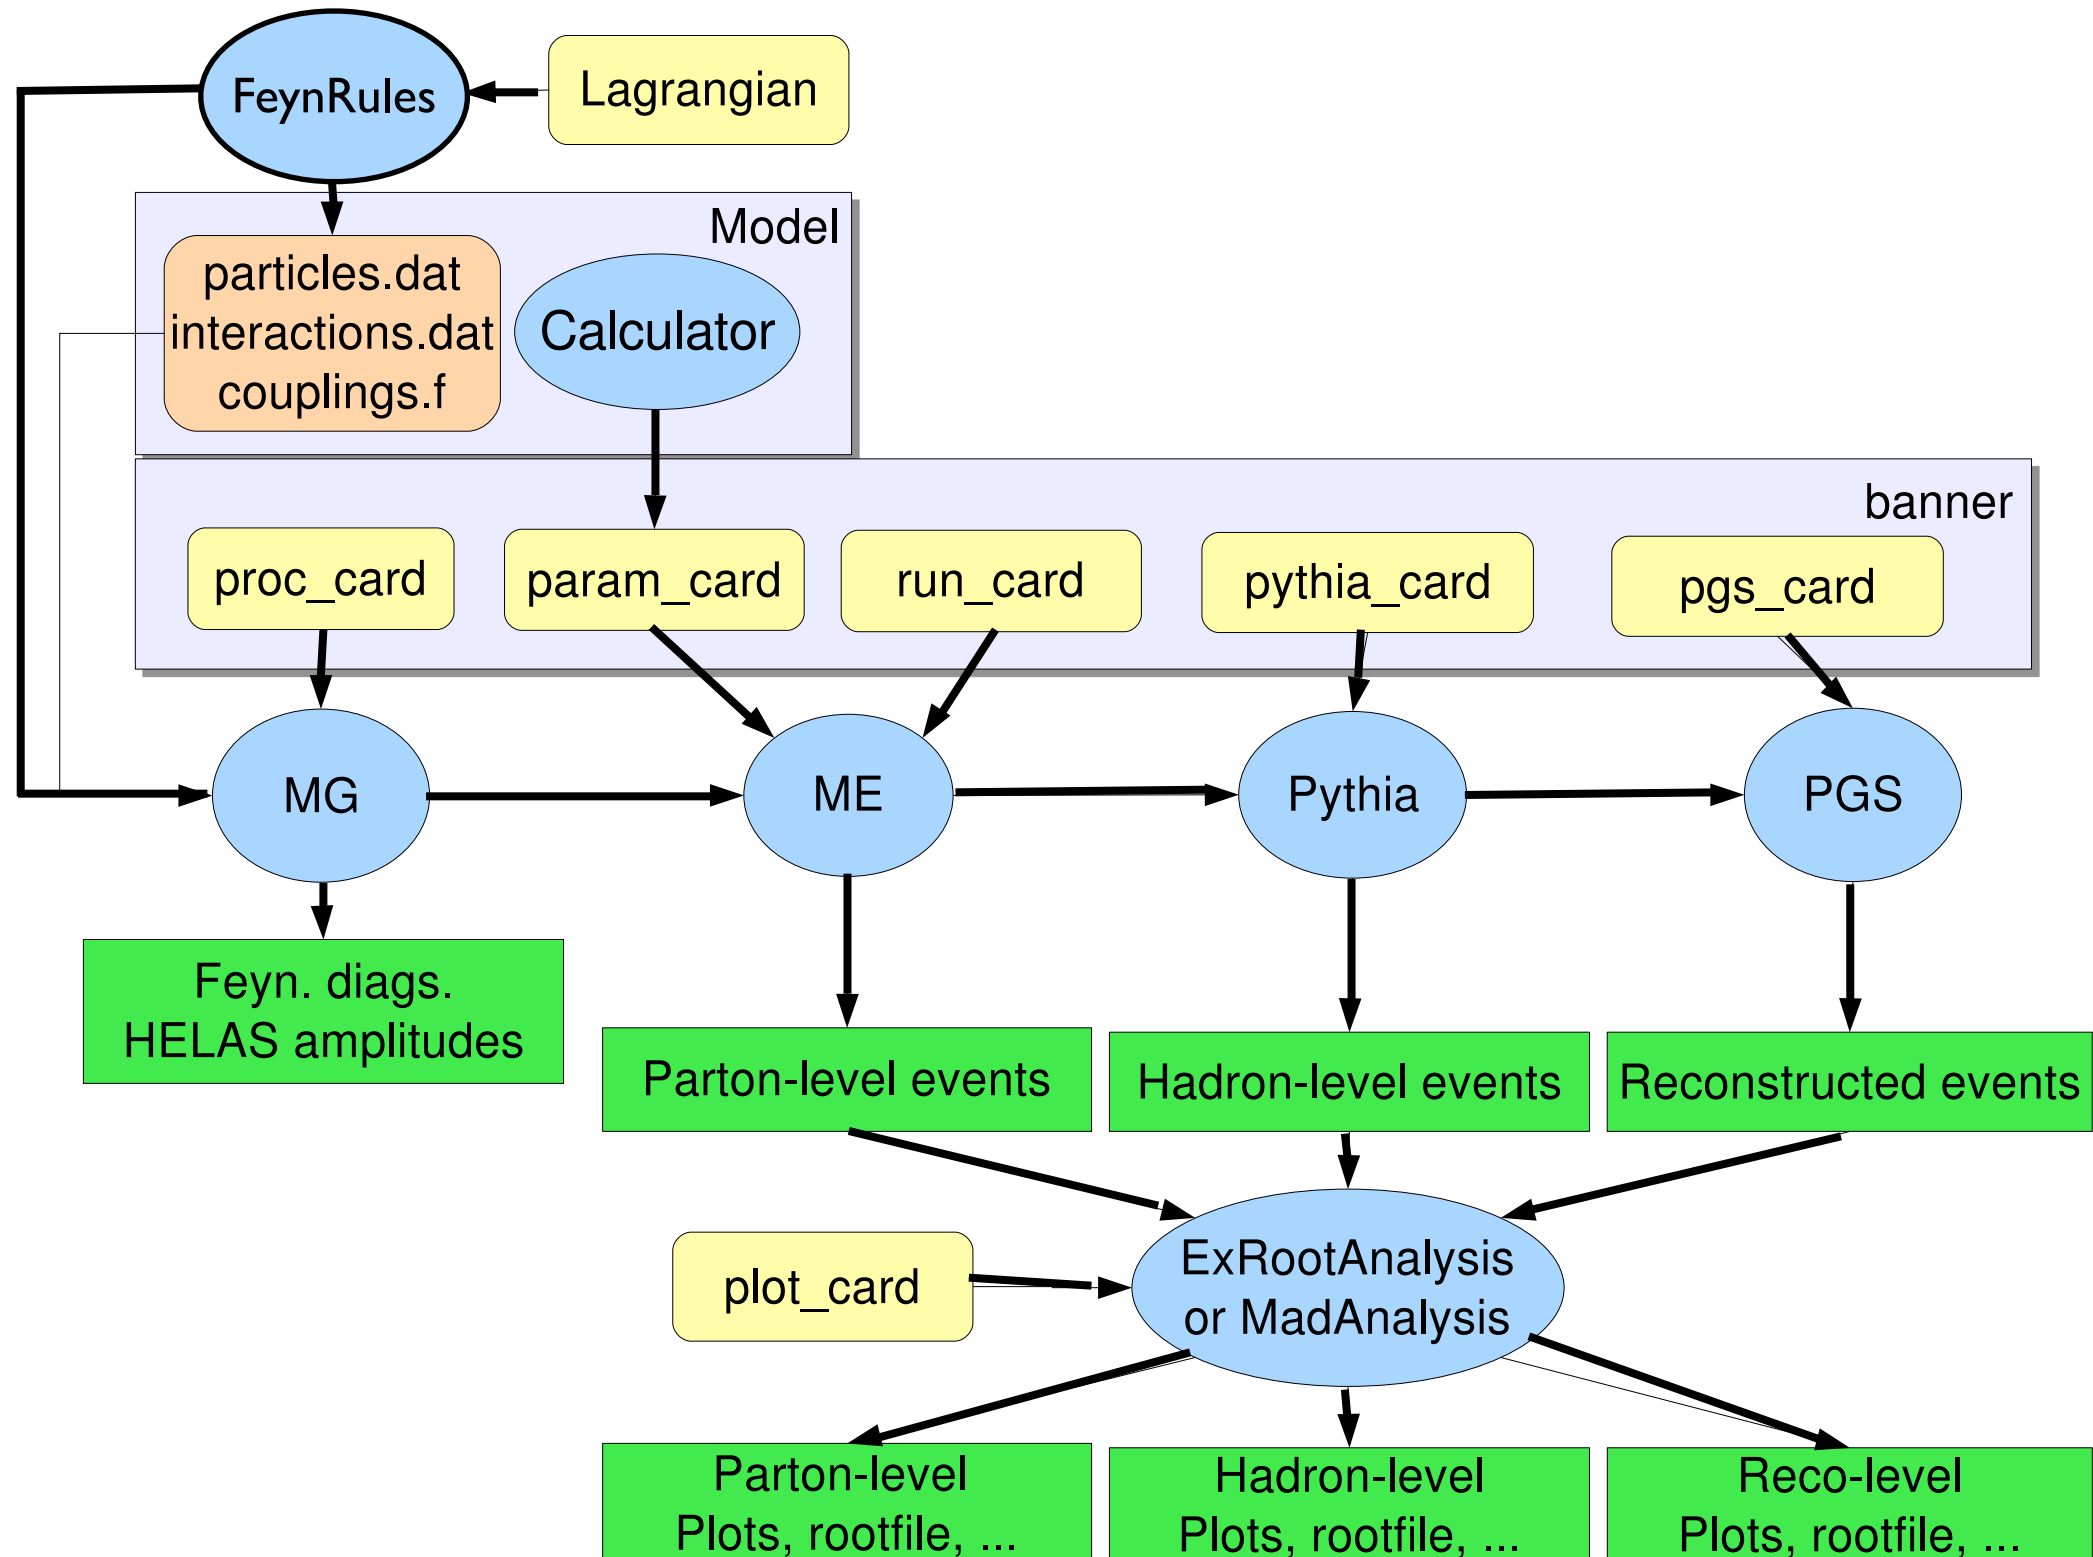 FeynRules
Lagrangian
Model
particles.dat
interactions.dat
couplings.f
Calculator
banner
proc_card
param_card
run_card
pythia_card
pgs_card
MG
ME
Pythia
PGS
Feyn. diags.
HELAS amplitudes
Parton-level events
Hadron-level events
Reconstructed events
plot_card
ExRootAnalysis
or MadAnalysis
Parton-level
Plots, rootfile, ...
Hadron-level
Plots, rootfile, ...
Reco-level
Plots, rootfile, ...